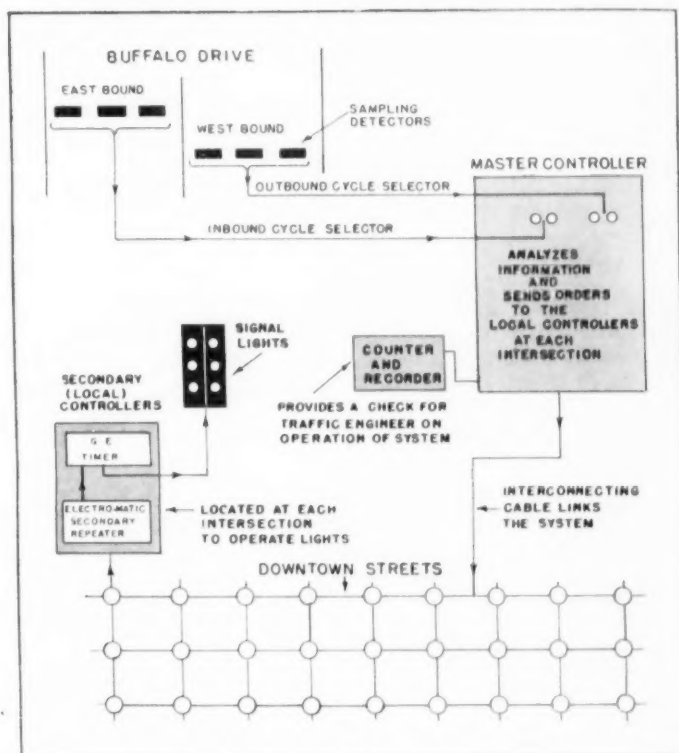 BUFFALO DRIVE
EAST BOUND
WEST BOUND
SAMPLING
DETECTORS
MASTER CONTROLLER
OUTBOUND CYCLE SELECTOR
INBOUND CYCLE SELECTOR
ANALYZES
INFORMATION
AND
SENDS ORDERS
TO THE
LOCAL CONTROLLERS
AT EACH
INTERSECTION
SIGNAL
LIGHTS
COUNTER
AND
RECORDER
PROVIDES A CHECK FOR
TRAFFIC ENGINEER ON
OPERATION OF SYSTEM
SECONDARY
(LOCAL)
CONTROLLERS
G E
TIMER
ELECTRO-MATIC
SECONDARY
REPEATER
LOCATED AT EACH
INTERSECTION
TO OPERATE LIGHTS
INTERCONNECTING
CABLE LINKS
THE SYSTEM
DOWNTOWN STREETS